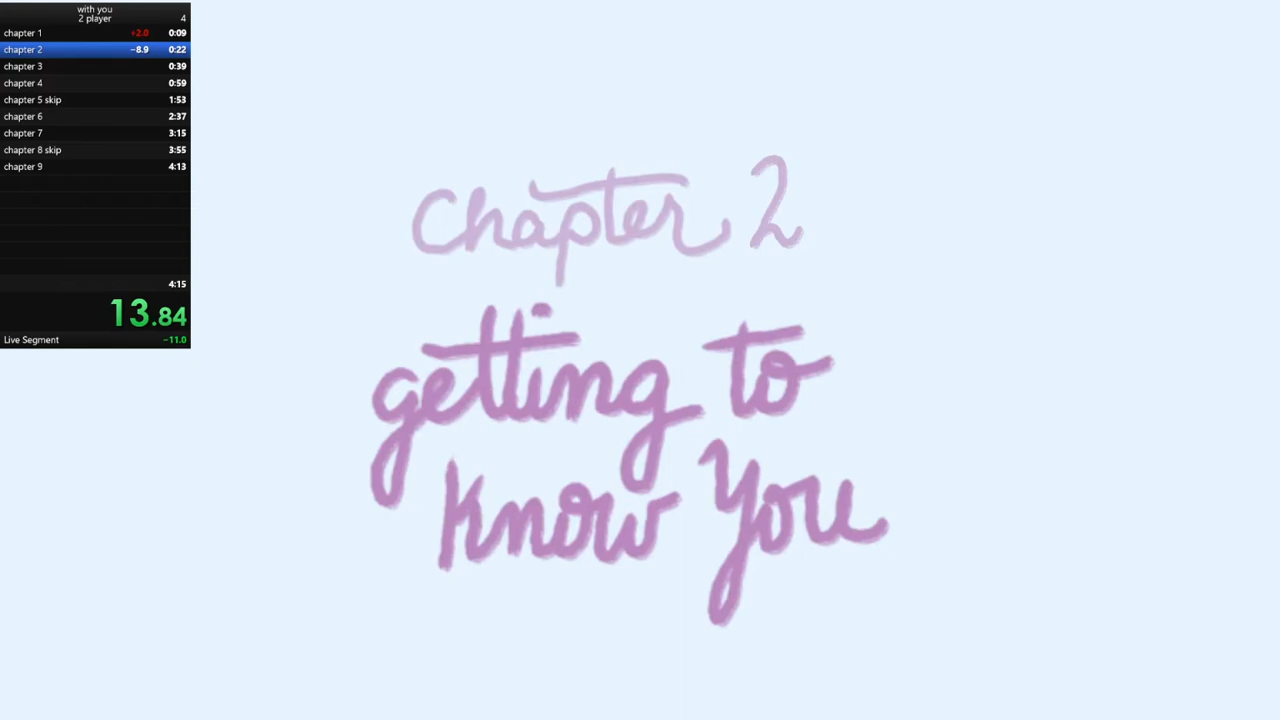 with you
2 player 4
chapter 1 +2.0 0:09
chapter 2 −8.9 0:22
chapter 3 0:39
chapter 4 0:59
chapter 5 skip 1:53
chapter 6 2:37
chapter 7 3:15
chapter 8 skip 3:55
chapter 9 4:13
4:15
13.84
Live Segment −11.0
Chapter 2
getting to
Know You